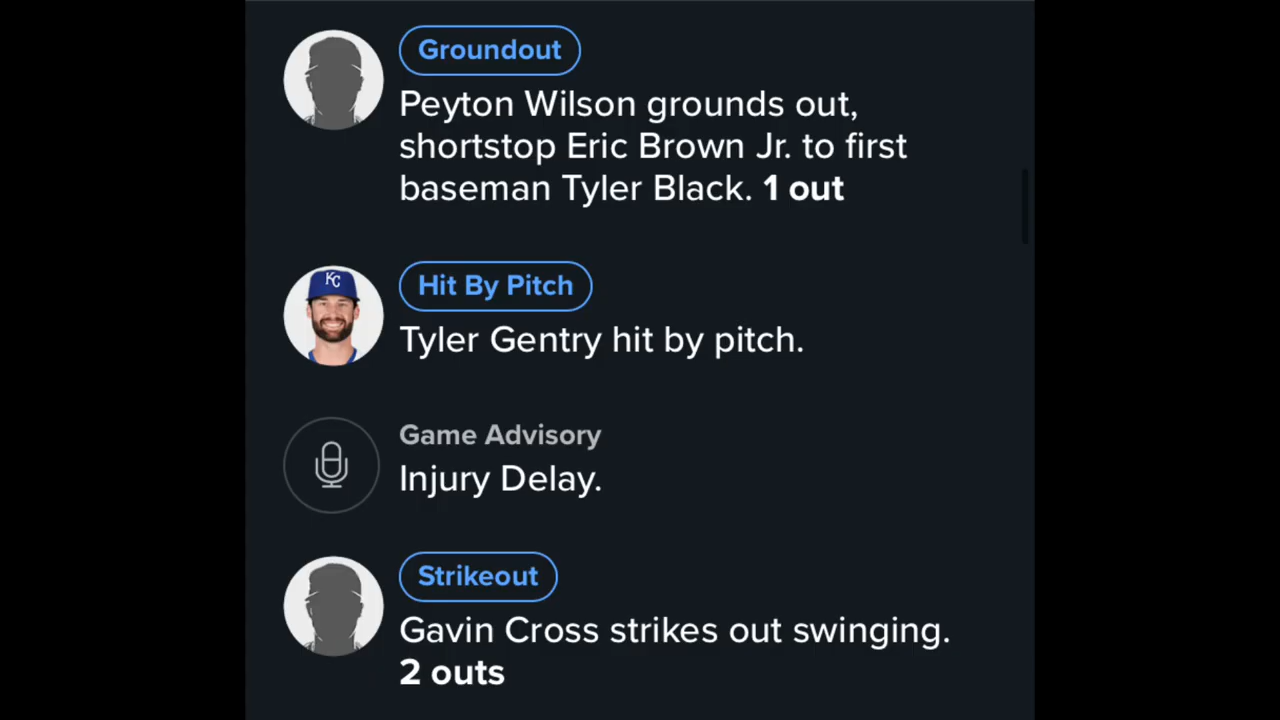 Groundout
Peyton Wilson grounds out,
shortstop Eric Brown Jr. to first
baseman Tyler Black. 1 out
KC
Hit By Pitch
Tyler Gentry hit by pitch.
Game Advisory
Injury Delay.
Strikeout
Gavin Cross strikes out swinging.
2 outs